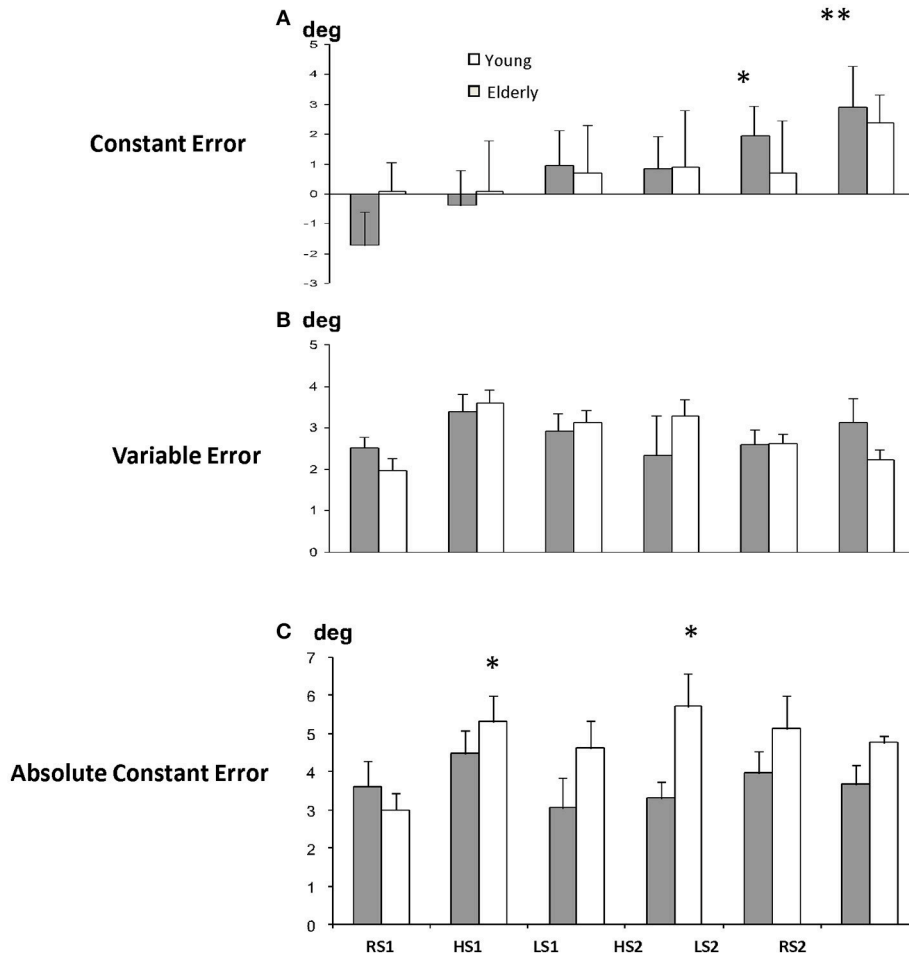 A
deg
**
5
Young
4
*
Elderly
3
Constant Error
2
1
0
-1
-2
-3
B deg
5
4
3
Variable Error
2
1
0
C deg
*
7
*
6
5
Absolute Constant Error
4
3
2
1
0
RS1 HS1 LS1 HS2 LS2 RS2